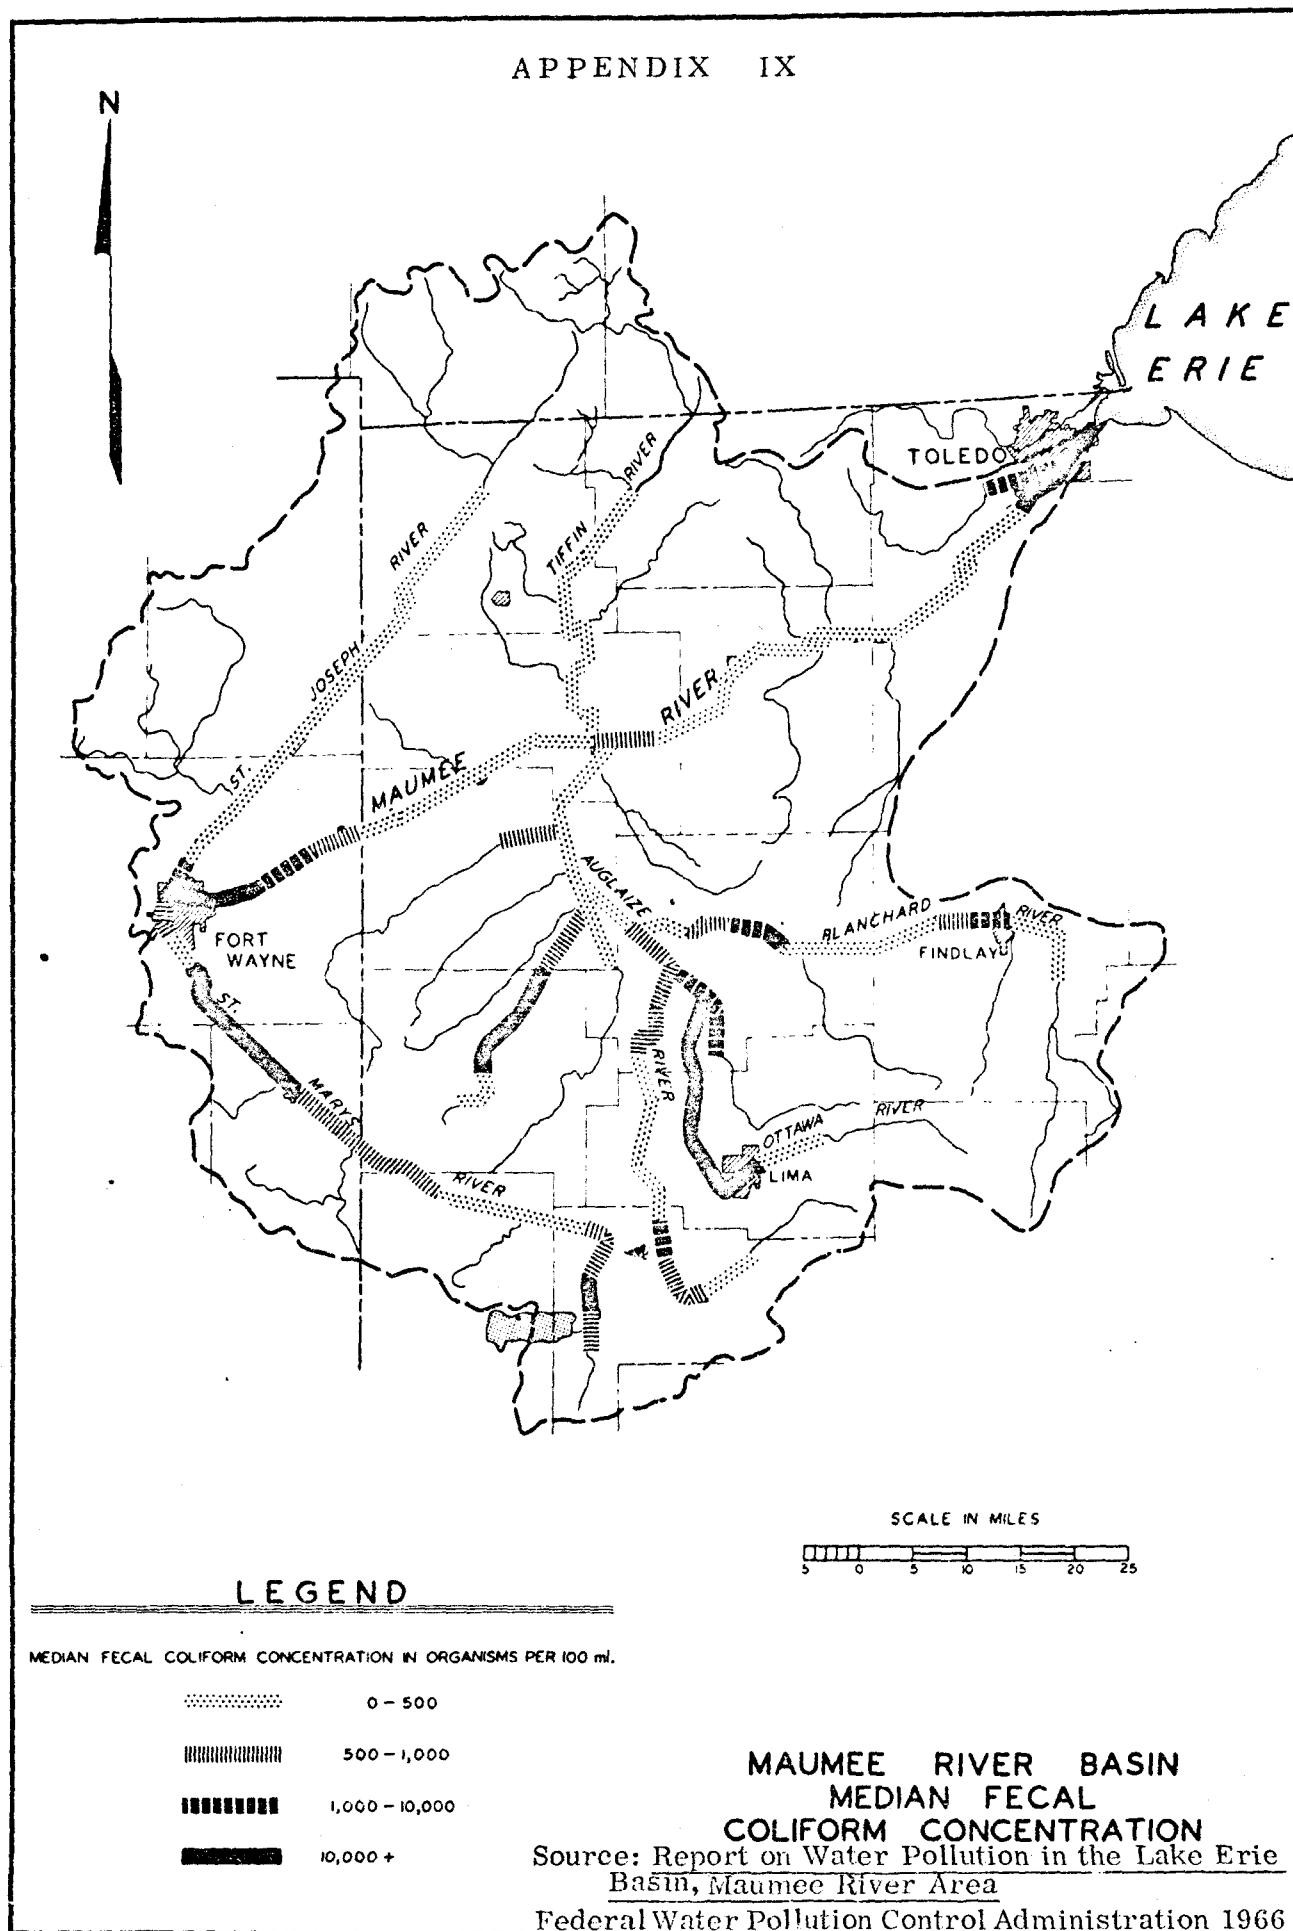 APPENDIX IX
N
LAKE
ERIE
TOLEDO
RIVER
TIFFIN
RIVER
JOSEPH
ST.
RIVER
MAUMEE
AUGLAIZE
BLANCHARD
RIVER
FINDLAY
FORT
WAYNE
ST.
MARYS
RIVER
RIVER
OTTAWA
RIVER
LIMA
SCALE IN MILES
5 0 5 10 15 20 25
LEGEND
MEDIAN FECAL COLIFORM CONCENTRATION IN ORGANISMS PER 100 ml.
0 - 500
500 - 1,000
1,000 - 10,000
10,000 +
MAUMEE RIVER BASIN
MEDIAN FECAL
COLIFORM CONCENTRATION
Source: Report on Water Pollution in the Lake Erie
Basin, Maumee River Area
Federal Water Pollution Control Administration 1966